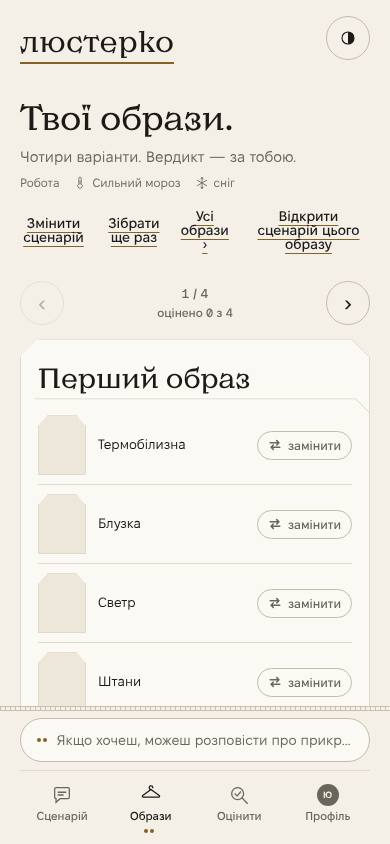 люстерко
Твої образи.
Чотири варіанти. Вердикт — за тобою.
Робота Сильний мороз сніг
Змінити
сценарій
Зібрати
ще раз
Усі
образи
›
Відкрити
сценарій цього
образу
‹
1 / 4
оцінено 0 з 4
›
Перший образ
Термобілизна
замінити
Блузка
замінити
Светр
замінити
Штани
замінити
Якщо хочеш, можеш розповісти про прикр...
Сценарій
Образи
Оцінити
Ю
Профіль